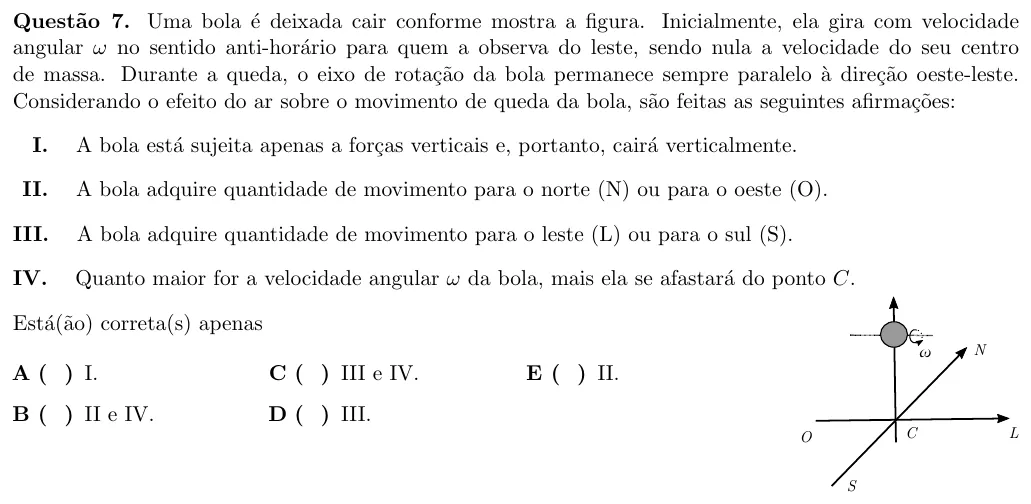 Questão 7. Uma bola é deixada cair conforme mostra a figura. Inicialmente, ela gira com velocidade
angular ω no sentido anti-horário para quem a observa do leste, sendo nula a velocidade do seu centro
de massa. Durante a queda, o eixo de rotação da bola permanece sempre paralelo à direção oeste-leste.
Considerando o efeito do ar sobre o movimento de queda da bola, são feitas as seguintes afirmações:
I. A bola está sujeita apenas a forças verticais e, portanto, cairá verticalmente.
II. A bola adquire quantidade de movimento para o norte (N) ou para o oeste (O).
III. A bola adquire quantidade de movimento para o leste (L) ou para o sul (S).
IV. Quanto maior for a velocidade angular ω da bola, mais ela se afastará do ponto C.
Está(ão) correta(s) apenas
A ( ) I. C ( ) III e IV. E ( ) II.
B ( ) II e IV. D ( ) III.
ω
N
O
C
L
S